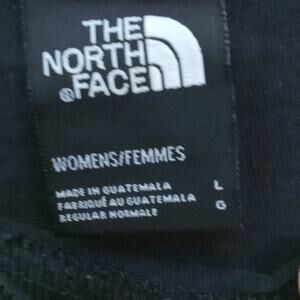 THE
NORTH
FACE
®
WOMENS/FEMMES
MADE IN GUATEMALA L
FABRIQUÉ AU GUATEMALA G
REGULAR NORMALE